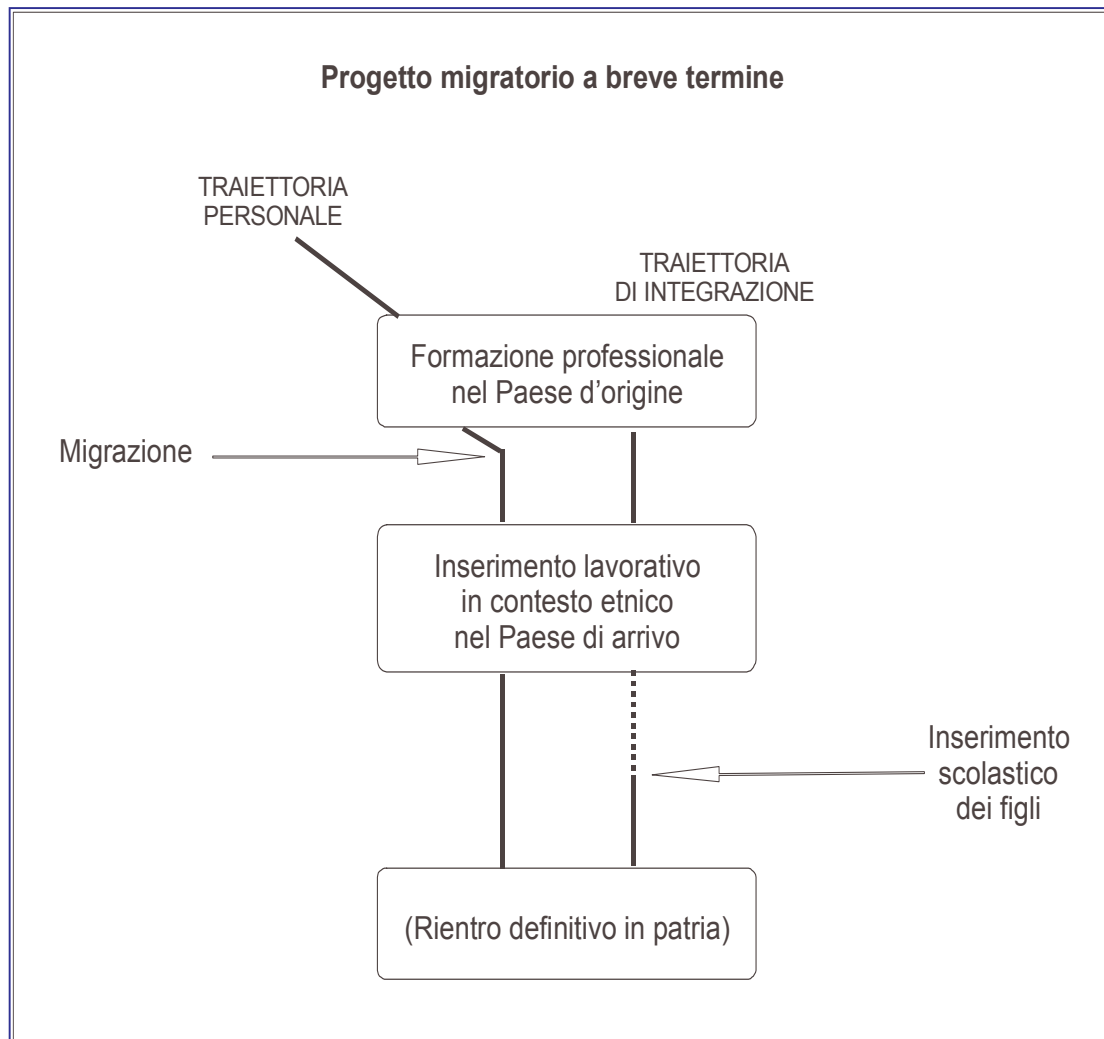 Progetto migratorio a breve termine
TRAIETTORIA
PERSONALE
TRAIETTORIA
DI INTEGRAZIONE
Formazione professionale
nel Paese d'origine
Migrazione
Inserimento lavorativo
in contesto etnico
nel Paese di arrivo
Inserimento
scolastico
dei figli
(Rientro definitivo in patria)